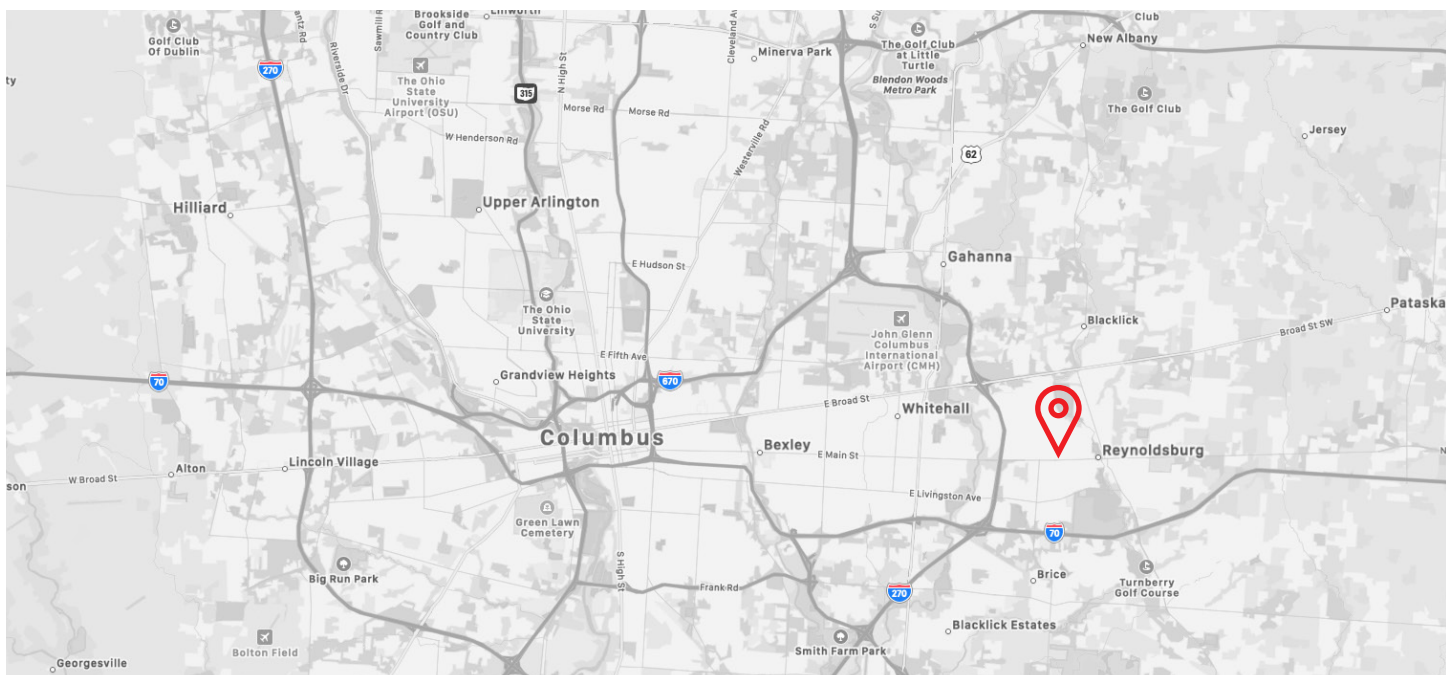 Brookside
Golf and
Country Club
Linworth
Club
Golf Club
Of Dublin
Sawmill R
Riverside Dr
270
The Ohio
State
University
Airport (OSU)
315
N High St
Cleveland Av
Minerva Park
The Golf Club
at Little
Turtle
Blendon Woods
Metro Park
New Albany
The Golf Club
Morse Rd
Morse Rd
W Henderson Rd
Westerville Rd
62
Jersey
Hilliard
Upper Arlington
E Hudson St
Gahanna
The Ohio
State
University
Pataska
John Glenn
Columbus
International
Airport (CMH)
Blacklick
Broad St SW
E Fifth Ave
70
Grandview Heights
670
E Broad St
Whitehall
Columbus
Bexley
E Main St
Reynoldsburg
Alton
Lincoln Village
W Broad St
son
E Livingston Ave
Green Lawn
Cemetery
70
S High St
Big Run Park
Frank Rd
Brice
Turnberry
Golf Course
270
Blacklick Estates
Bolton Field
Smith Farm Park
Georgesville